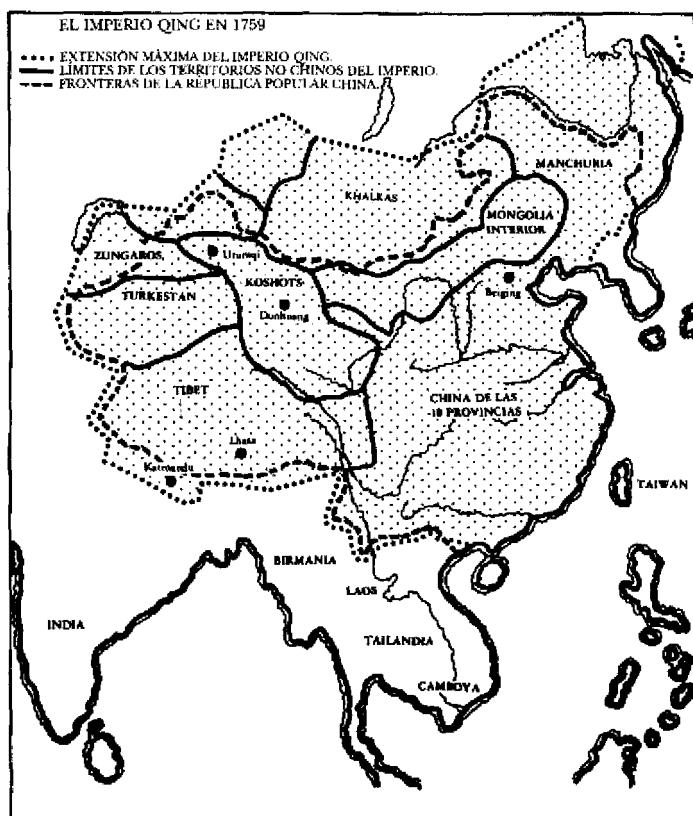 EL IMPERIO QING EN 1759
EXTENSIÓN MÁXIMA DEL IMPERIO QING.
LÍMITES DE LOS TERRITORIOS NO CHINOS DEL IMPERIO.
FRONTERAS DE LA REPÚBLICA POPULAR CHINA.
MANCHURIA
KHALKAS
MONGOLIA
INTERIOR
ZUNGAROS
Urumqi
KOSHOTS
TURKESTAN
Dunhuang
Beijing
TIBET
CHINA DE LAS
18 PROVINCIAS
Lhasa
Katmandu
TAIWAN
BIRMANIA
LAOS
INDIA
TAILANDIA
CAMBOYA